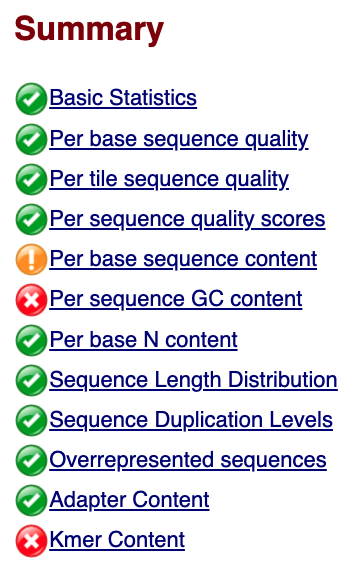 Summary
Basic Statistics
Per base sequence quality
Per tile sequence quality
Per sequence quality scores
Per base sequence content
Per sequence GC content
Per base N content
Sequence Length Distribution
Sequence Duplication Levels
Overrepresented sequences
Adapter Content
Kmer Content